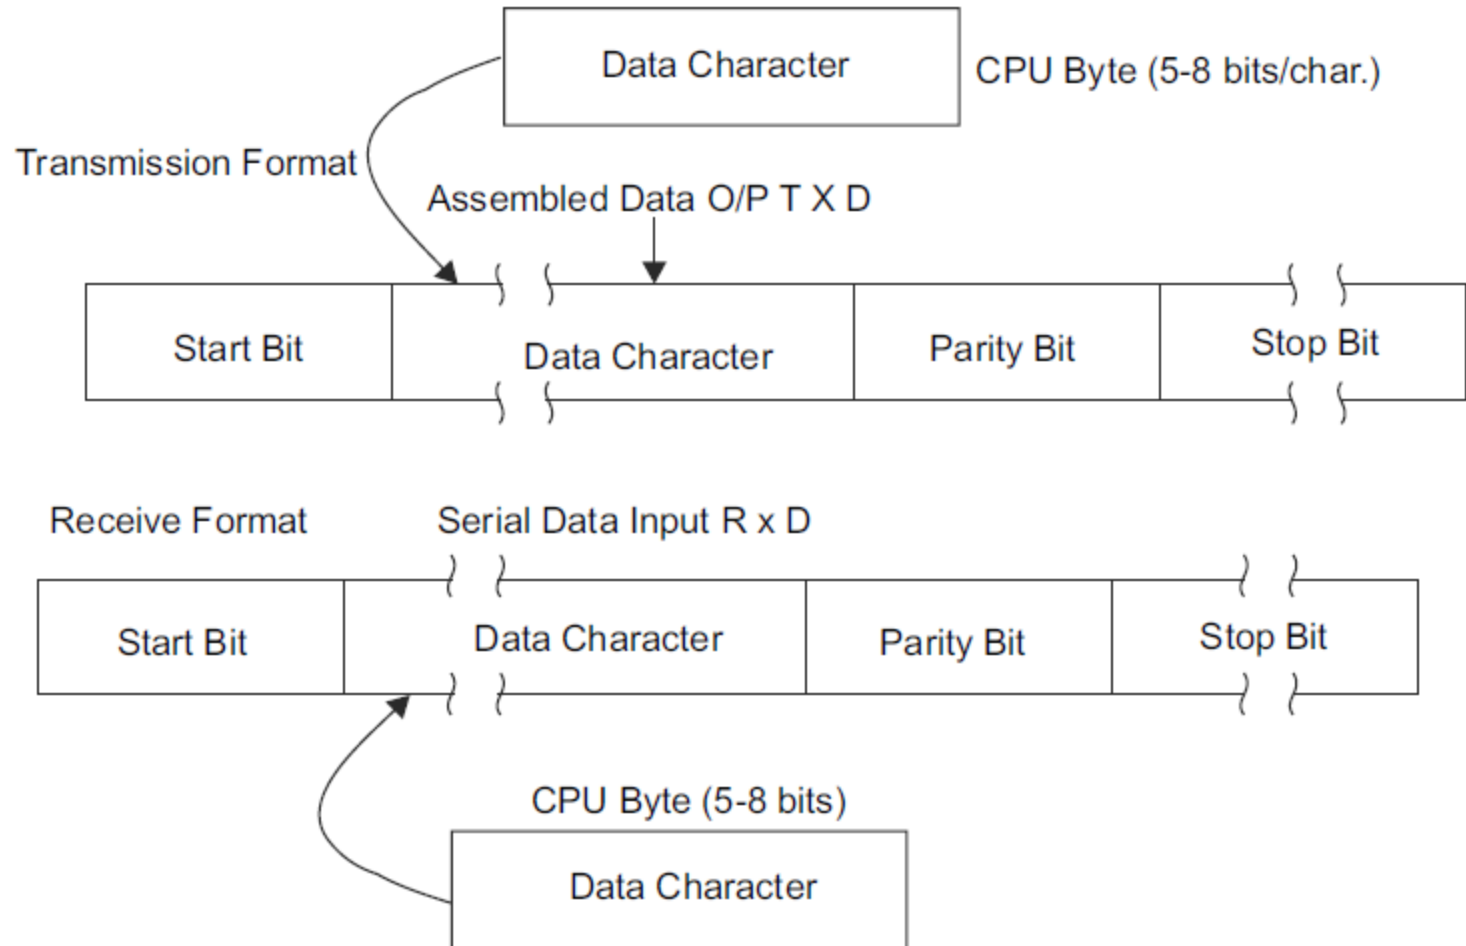 Data Character
CPU Byte (5-8 bits/char.)
Transmission Format
Assembled Data O/P T X D
Start Bit
Data Character
Parity Bit
Stop Bit
Receive Format
Serial Data Input R x D
Start Bit
Data Character
Parity Bit
Stop Bit
CPU Byte (5-8 bits)
Data Character